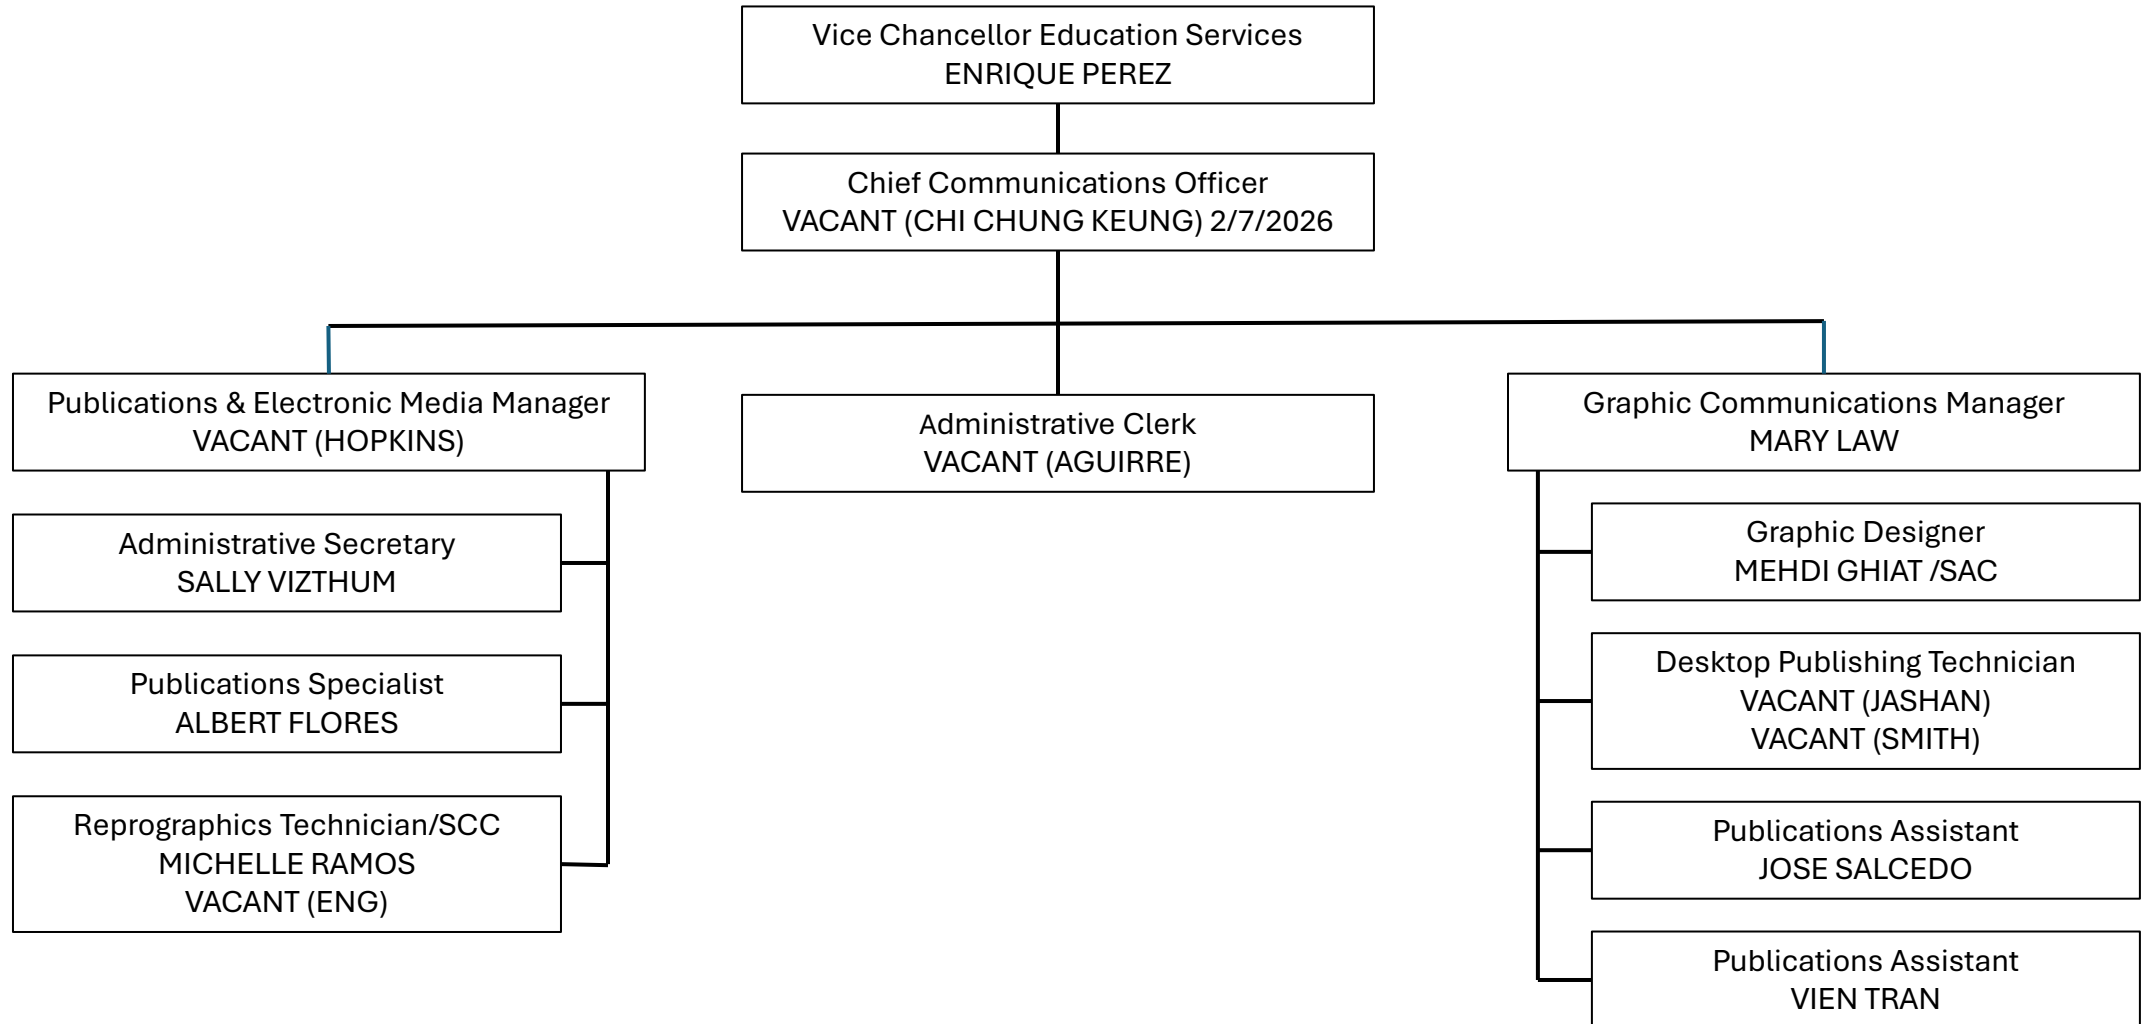 Vice Chancellor Education Services
ENRIQUE PEREZ
Chief Communications Officer
VACANT (CHI CHUNG KEUNG) 2/7/2026
Publications & Electronic Media Manager
VACANT (HOPKINS)
Administrative Clerk
VACANT (AGUIRRE)
Graphic Communications Manager
MARY LAW
Administrative Secretary
SALLY VIZTHUM
Publications Specialist
ALBERT FLORES
Reprographics Technician/SCC
MICHELLE RAMOS
VACANT (ENG)
Graphic Designer
MEHDI GHIAT /SAC
Desktop Publishing Technician
VACANT (JASHAN)
VACANT (SMITH)
Publications Assistant
JOSE SALCEDO
Publications Assistant
VIEN TRAN